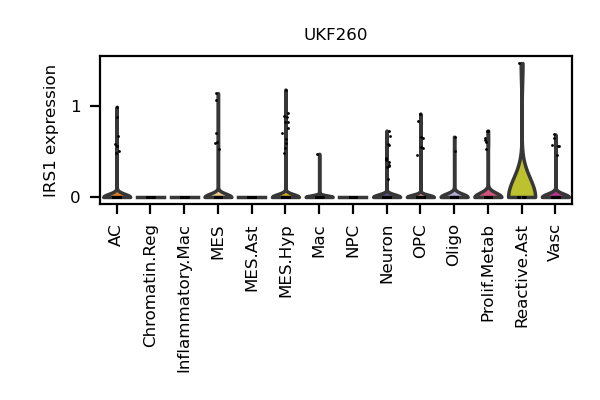 UKF260
IRS1 expression
1
0
AC
Chromatin.Reg
Inflammatory.Mac
MES
MES.Ast
MES.Hyp
Mac
NPC
Neuron
OPC
Oligo
Prolif.Metab
Reactive.Ast
Vasc